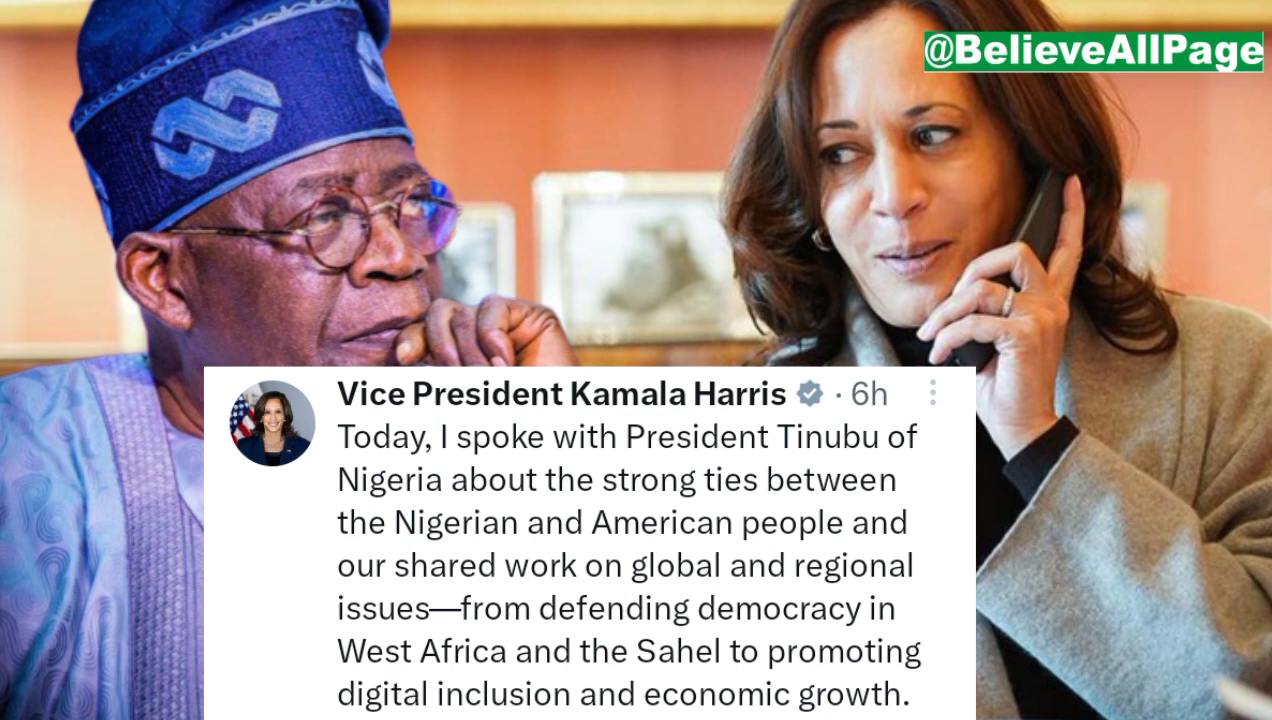 @BelieveAllPage
Vice President Kamala Harris · 6h
Today, I spoke with President Tinubu of
Nigeria about the strong ties between
the Nigerian and American people and
our shared work on global and regional
issues—from defending democracy in
West Africa and the Sahel to promoting
digital inclusion and economic growth.